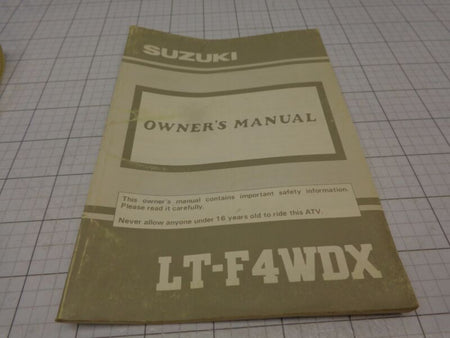 SUZUKI
OWNER'S MANUAL
This owner's manual contains important safety information.
Please read it carefully.
Never allow anyone under 16 years old to ride this ATV.
LT-F4WDX